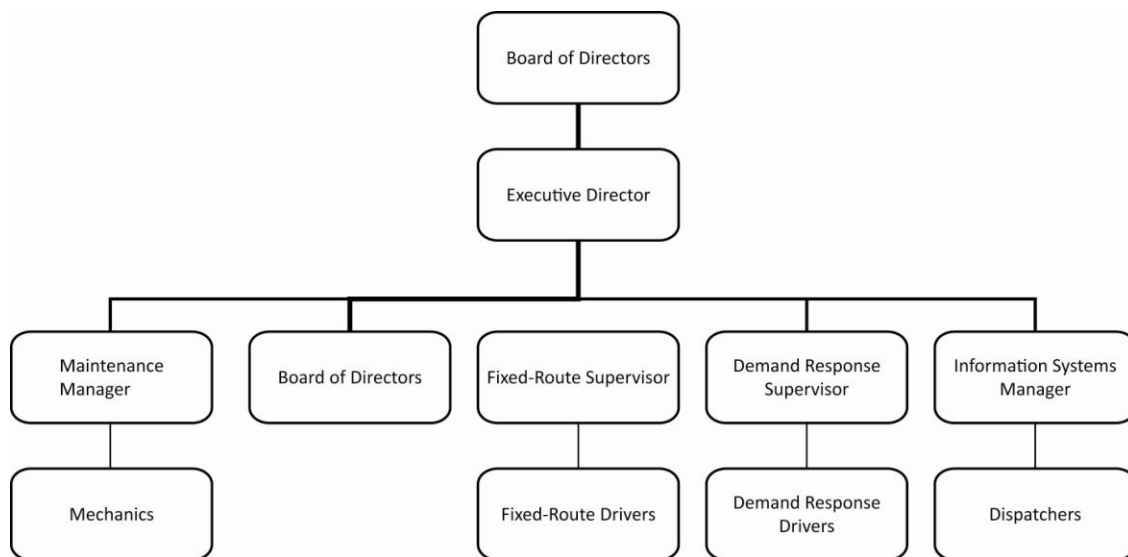 Board of Directors
Executive Director
Maintenance
Manager
Board of Directors
Fixed-Route Supervisor
Demand Response
Supervisor
Information Systems
Manager
Mechanics
Fixed-Route Drivers
Demand Response
Drivers
Dispatchers